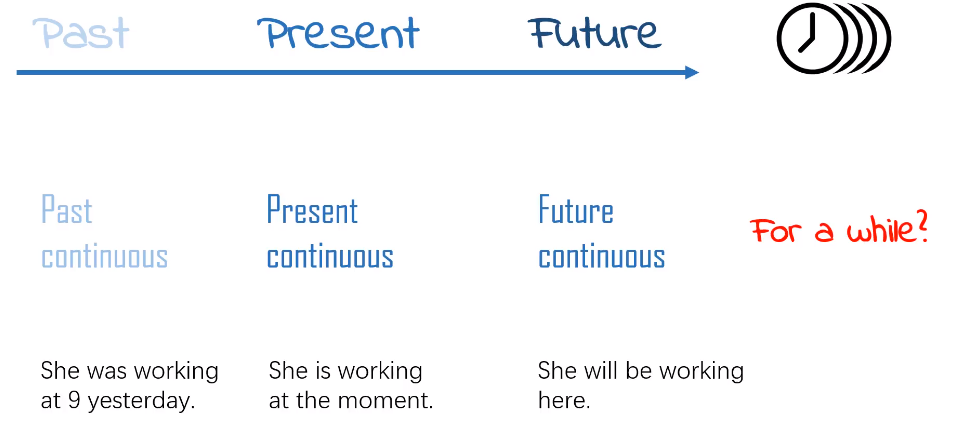 Past Present Future
Past Present Future
continuous continuous continuous
For a while?
She was working She is working She will be working
at 9 yesterday. at the moment. here.